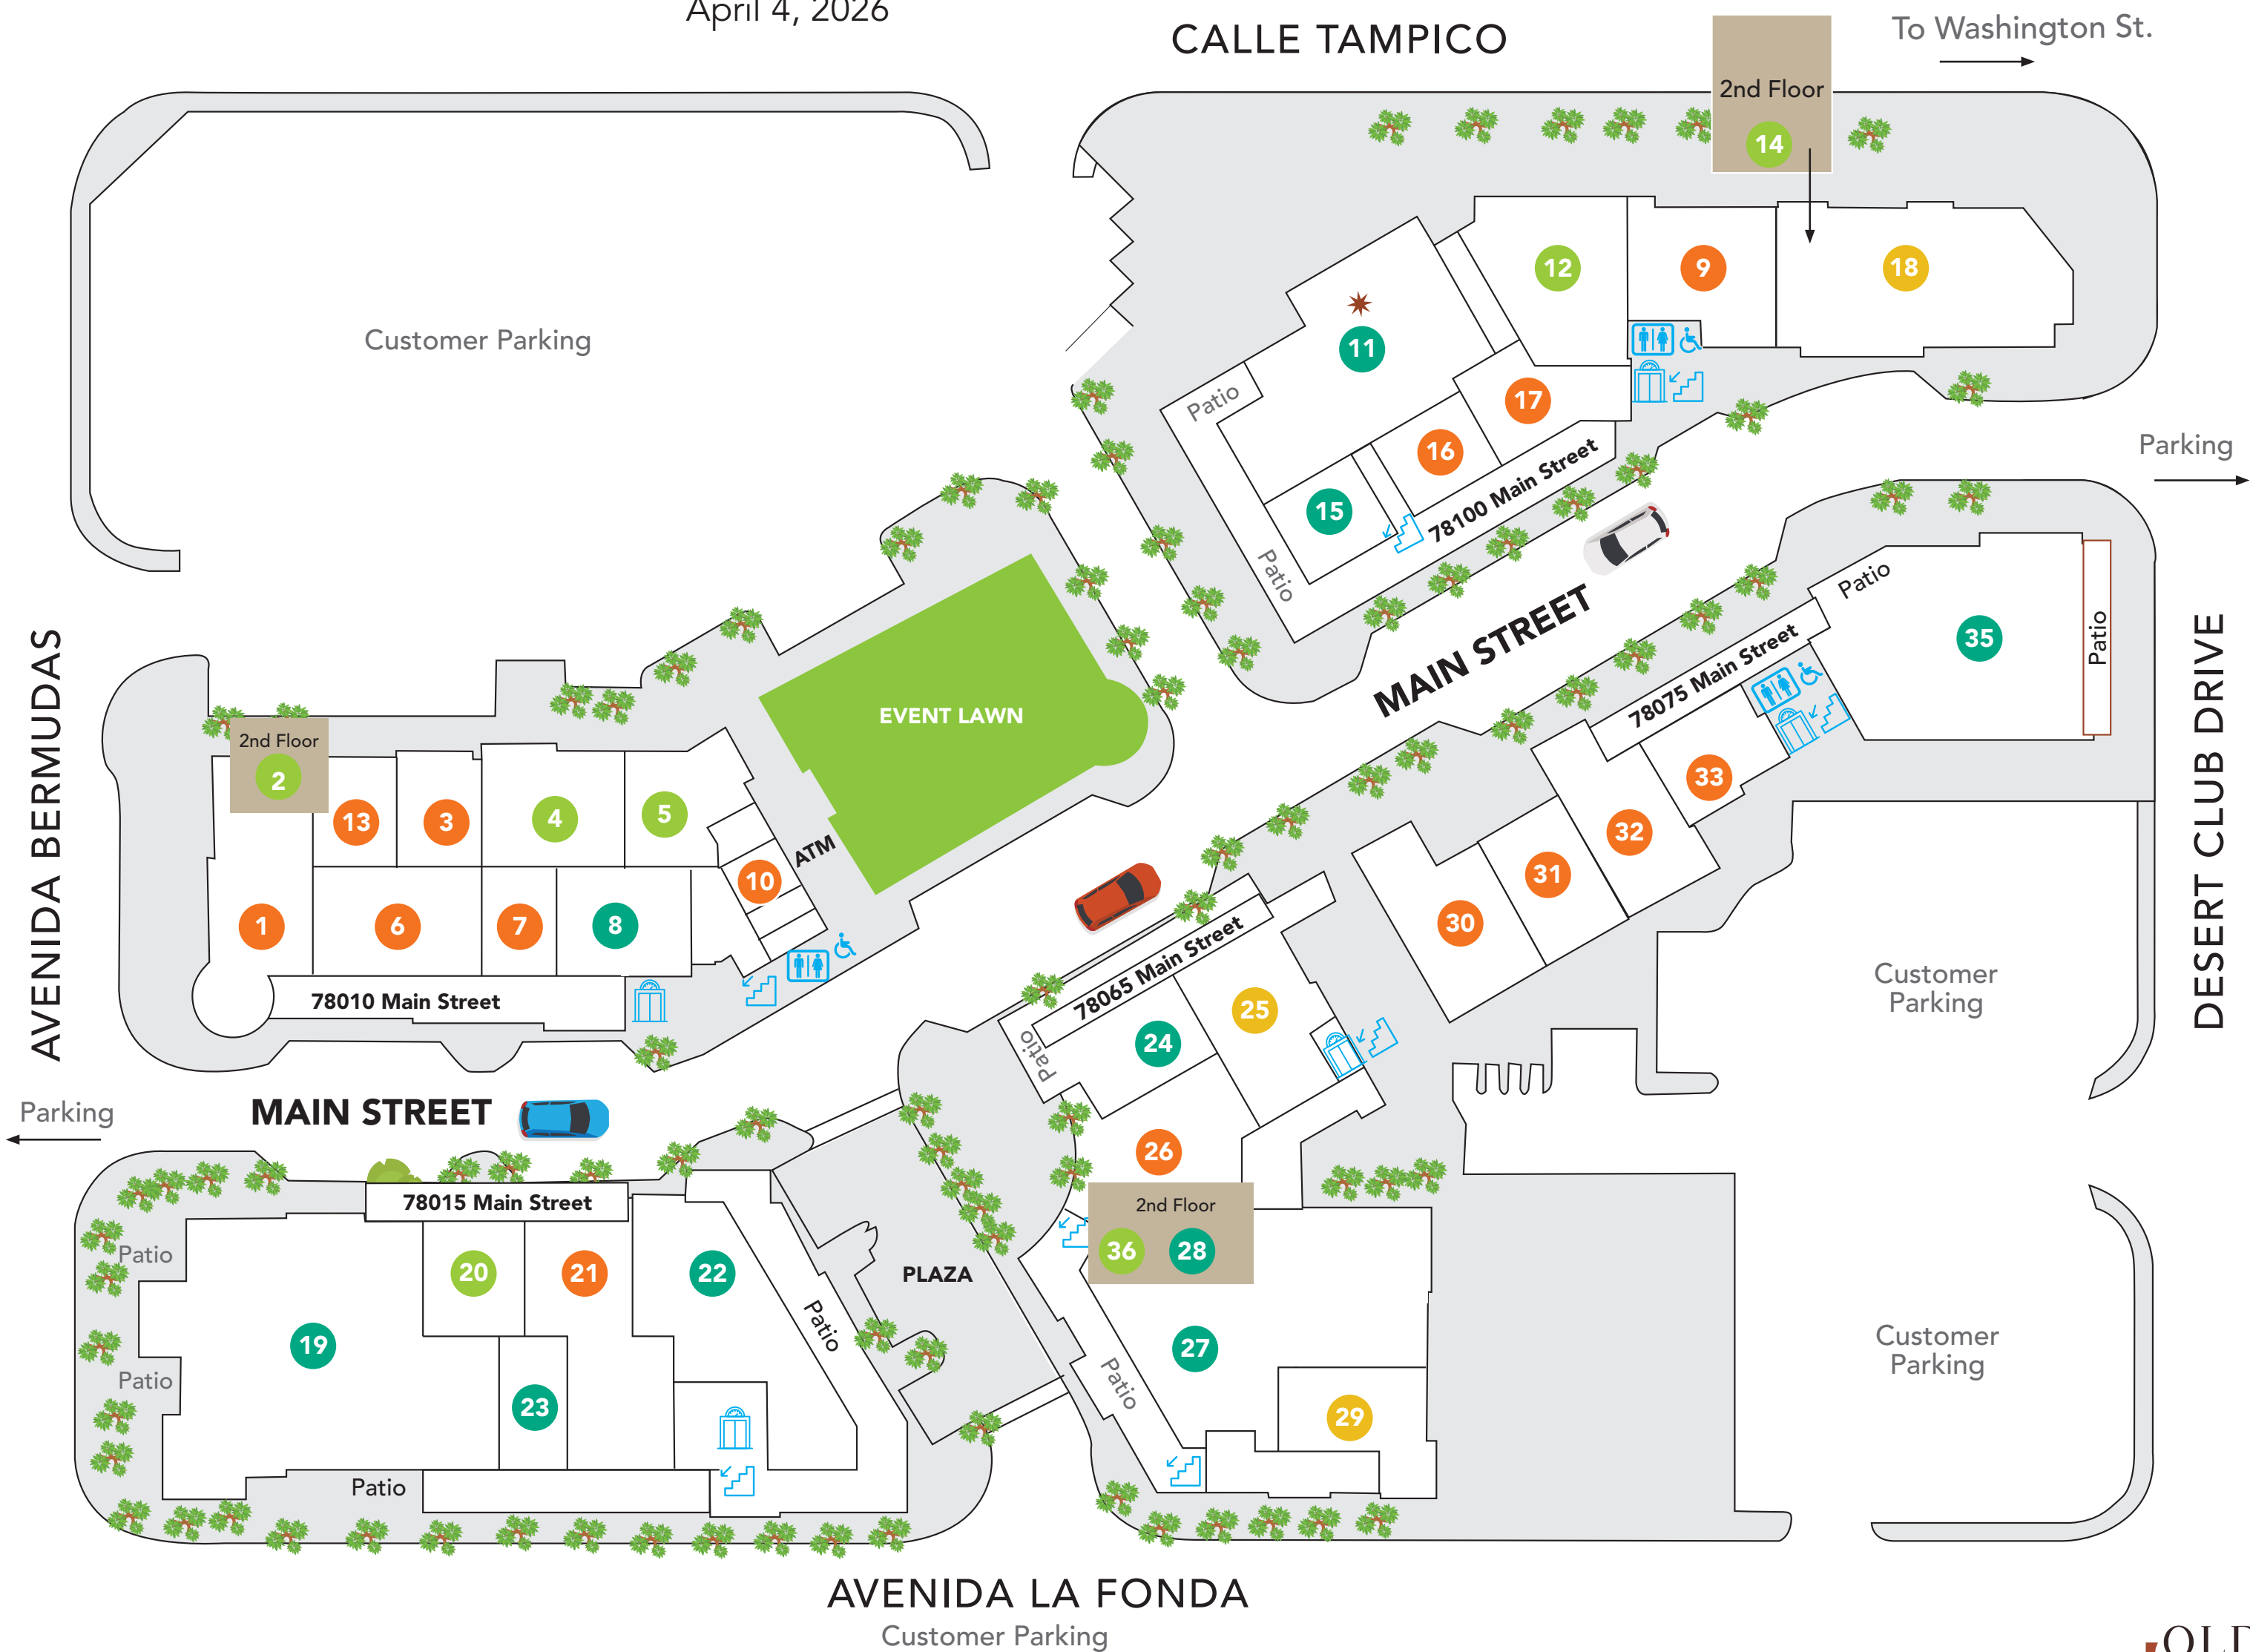 April 4, 2026
CALLE TAMPICO
To Washington St.
2nd Floor
14
12
9
18
11
17
16
15
Patio
Patio
78100 Main Street
Customer Parking
Parking
MAIN STREET
EVENT LAWN
Patio
35
Patio
78075 Main Street
33
32
31
30
AVENIDA BERMUDAS
DESERT CLUB DRIVE
2nd Floor
2
13
3
4
5
ATM
10
1
6
7
8
78010 Main Street
78065 Main Street
25
24
Patio
26
Customer
Parking
Parking
MAIN STREET
78015 Main Street
Patio
20
21
22
Patio
19
Patio
23
Patio
PLAZA
2nd Floor
36
28
27
Patio
29
Customer
Parking
AVENIDA LA FONDA
Customer Parking